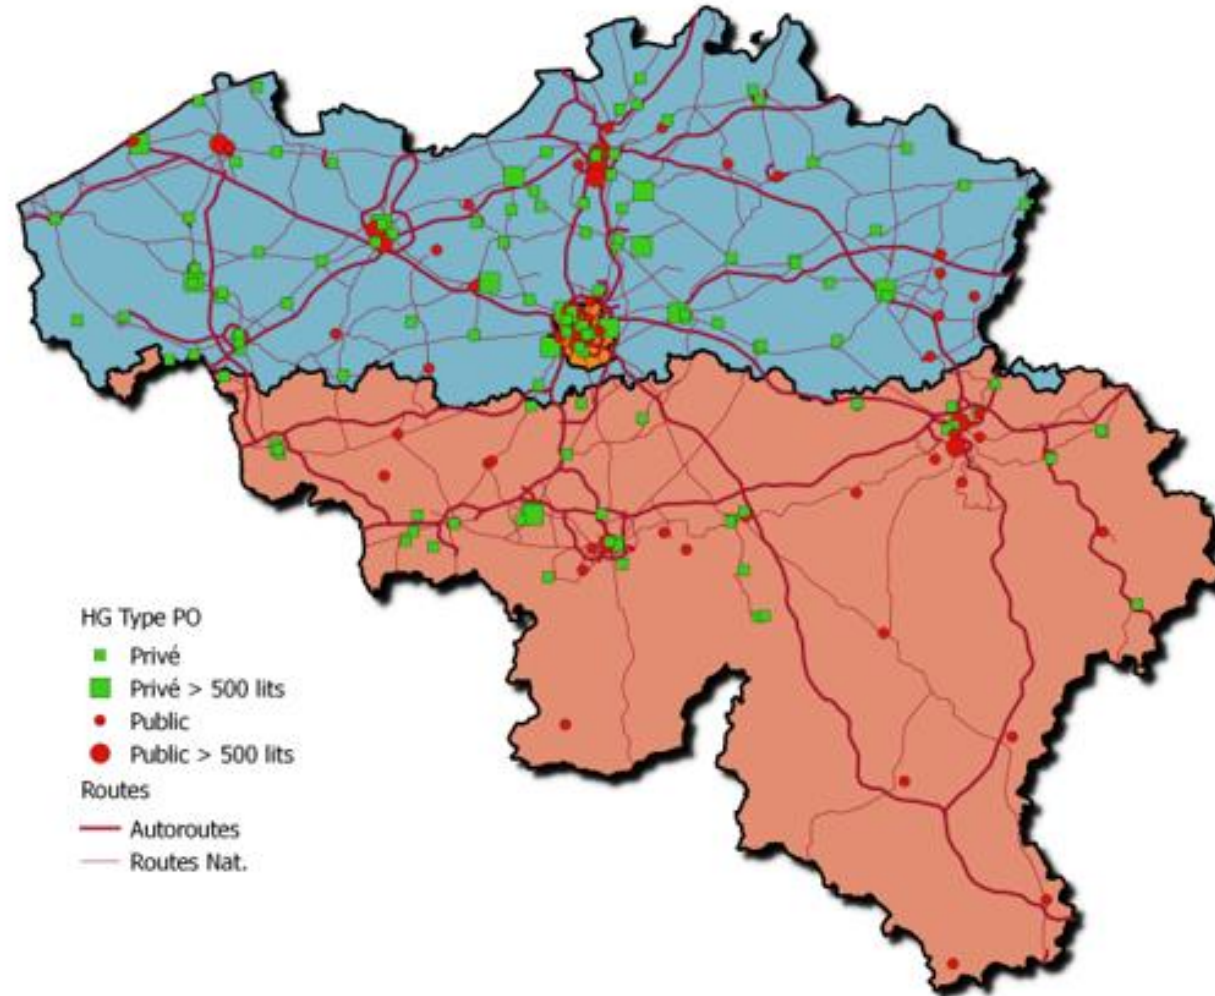 HG Type PO
Privé
Privé > 500 lits
Public
Public > 500 lits
Routes
Autoroutes
Routes Nat.